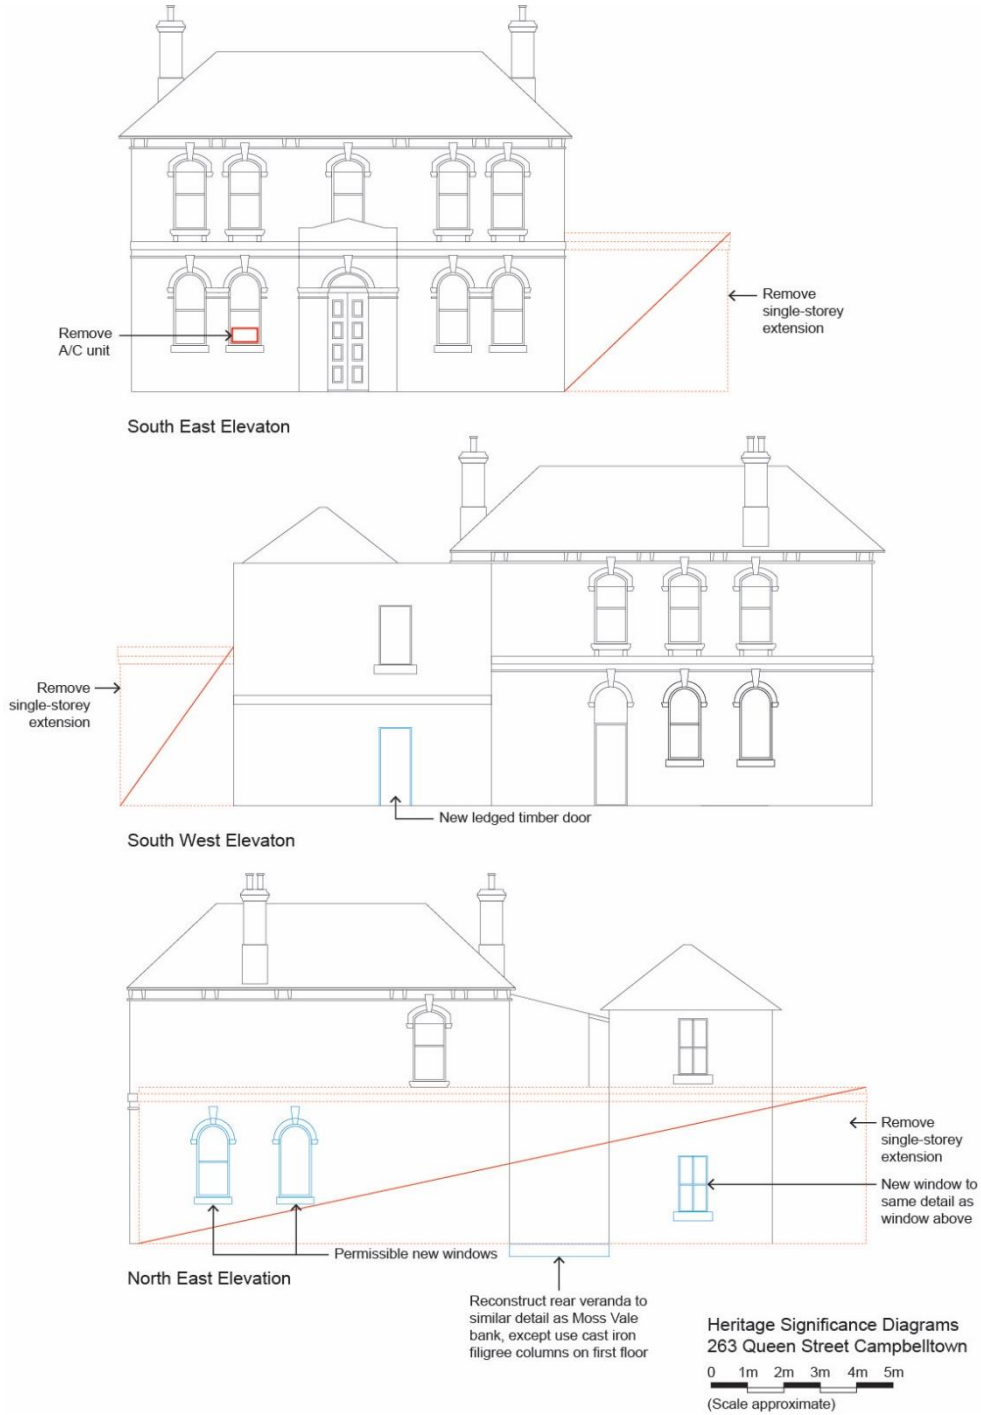 Remove
A/C unit
Remove
single-storey
extension
South East Elevaton
Remove
single-storey
extension
New ledged timber door
South West Elevaton
Remove
single-storey
extension
New window to
same detail as
window above
Permissible new windows
North East Elevation
Reconstruct rear veranda to
similar detail as Moss Vale
bank, except use cast iron
filigree columns on first floor
Heritage Significance Diagrams
263 Queen Street Campbelltown
0 1m 2m 3m 4m 5m
(Scale approximate)